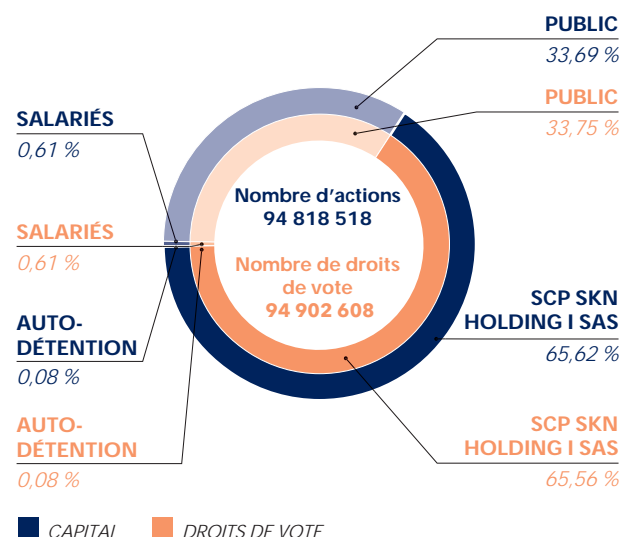 PUBLIC
33,69 %
PUBLIC
33,75 %
SALARIÉS
0,61 %
SALARIÉS
0,61 %
AUTO-
DÉTENTION
0,08 %
AUTO-
DÉTENTION
0,08 %
Nombre d’actions
94 818 518
Nombre de droits
de vote
94 902 608
SCP SKN
HOLDING I SAS
65,62 %
SCP SKN
HOLDING I SAS
65,56 %
CAPITAL
DROITS DE VOTE